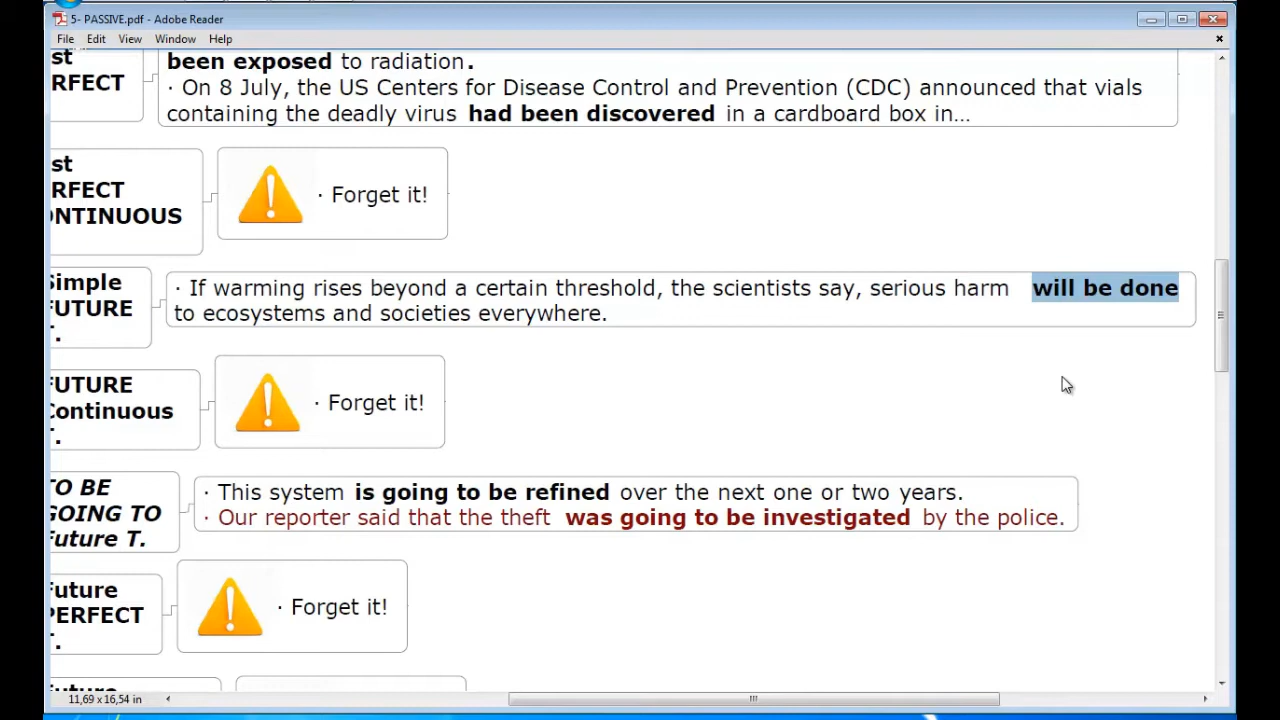 5- PASSIVE.pdf - Adobe Reader
File Edit View Window Help
st
RFECT
been exposed to radiation.
· On 8 July, the US Centers for Disease Control and Prevention (CDC) announced that vials
containing the deadly virus had been discovered in a cardboard box in…
st
RFECT
ONTINUOUS
· Forget it!
Simple
FUTURE
T.
· If warming rises beyond a certain threshold, the scientists say, serious harm will be done
to ecosystems and societies everywhere.
FUTURE
Continuous
T.
· Forget it!
TO BE
GOING TO
Future T.
· This system is going to be refined over the next one or two years.
· Our reporter said that the theft was going to be investigated by the police.
Future
PERFECT
T.
· Forget it!
11,69 x 16,54 in